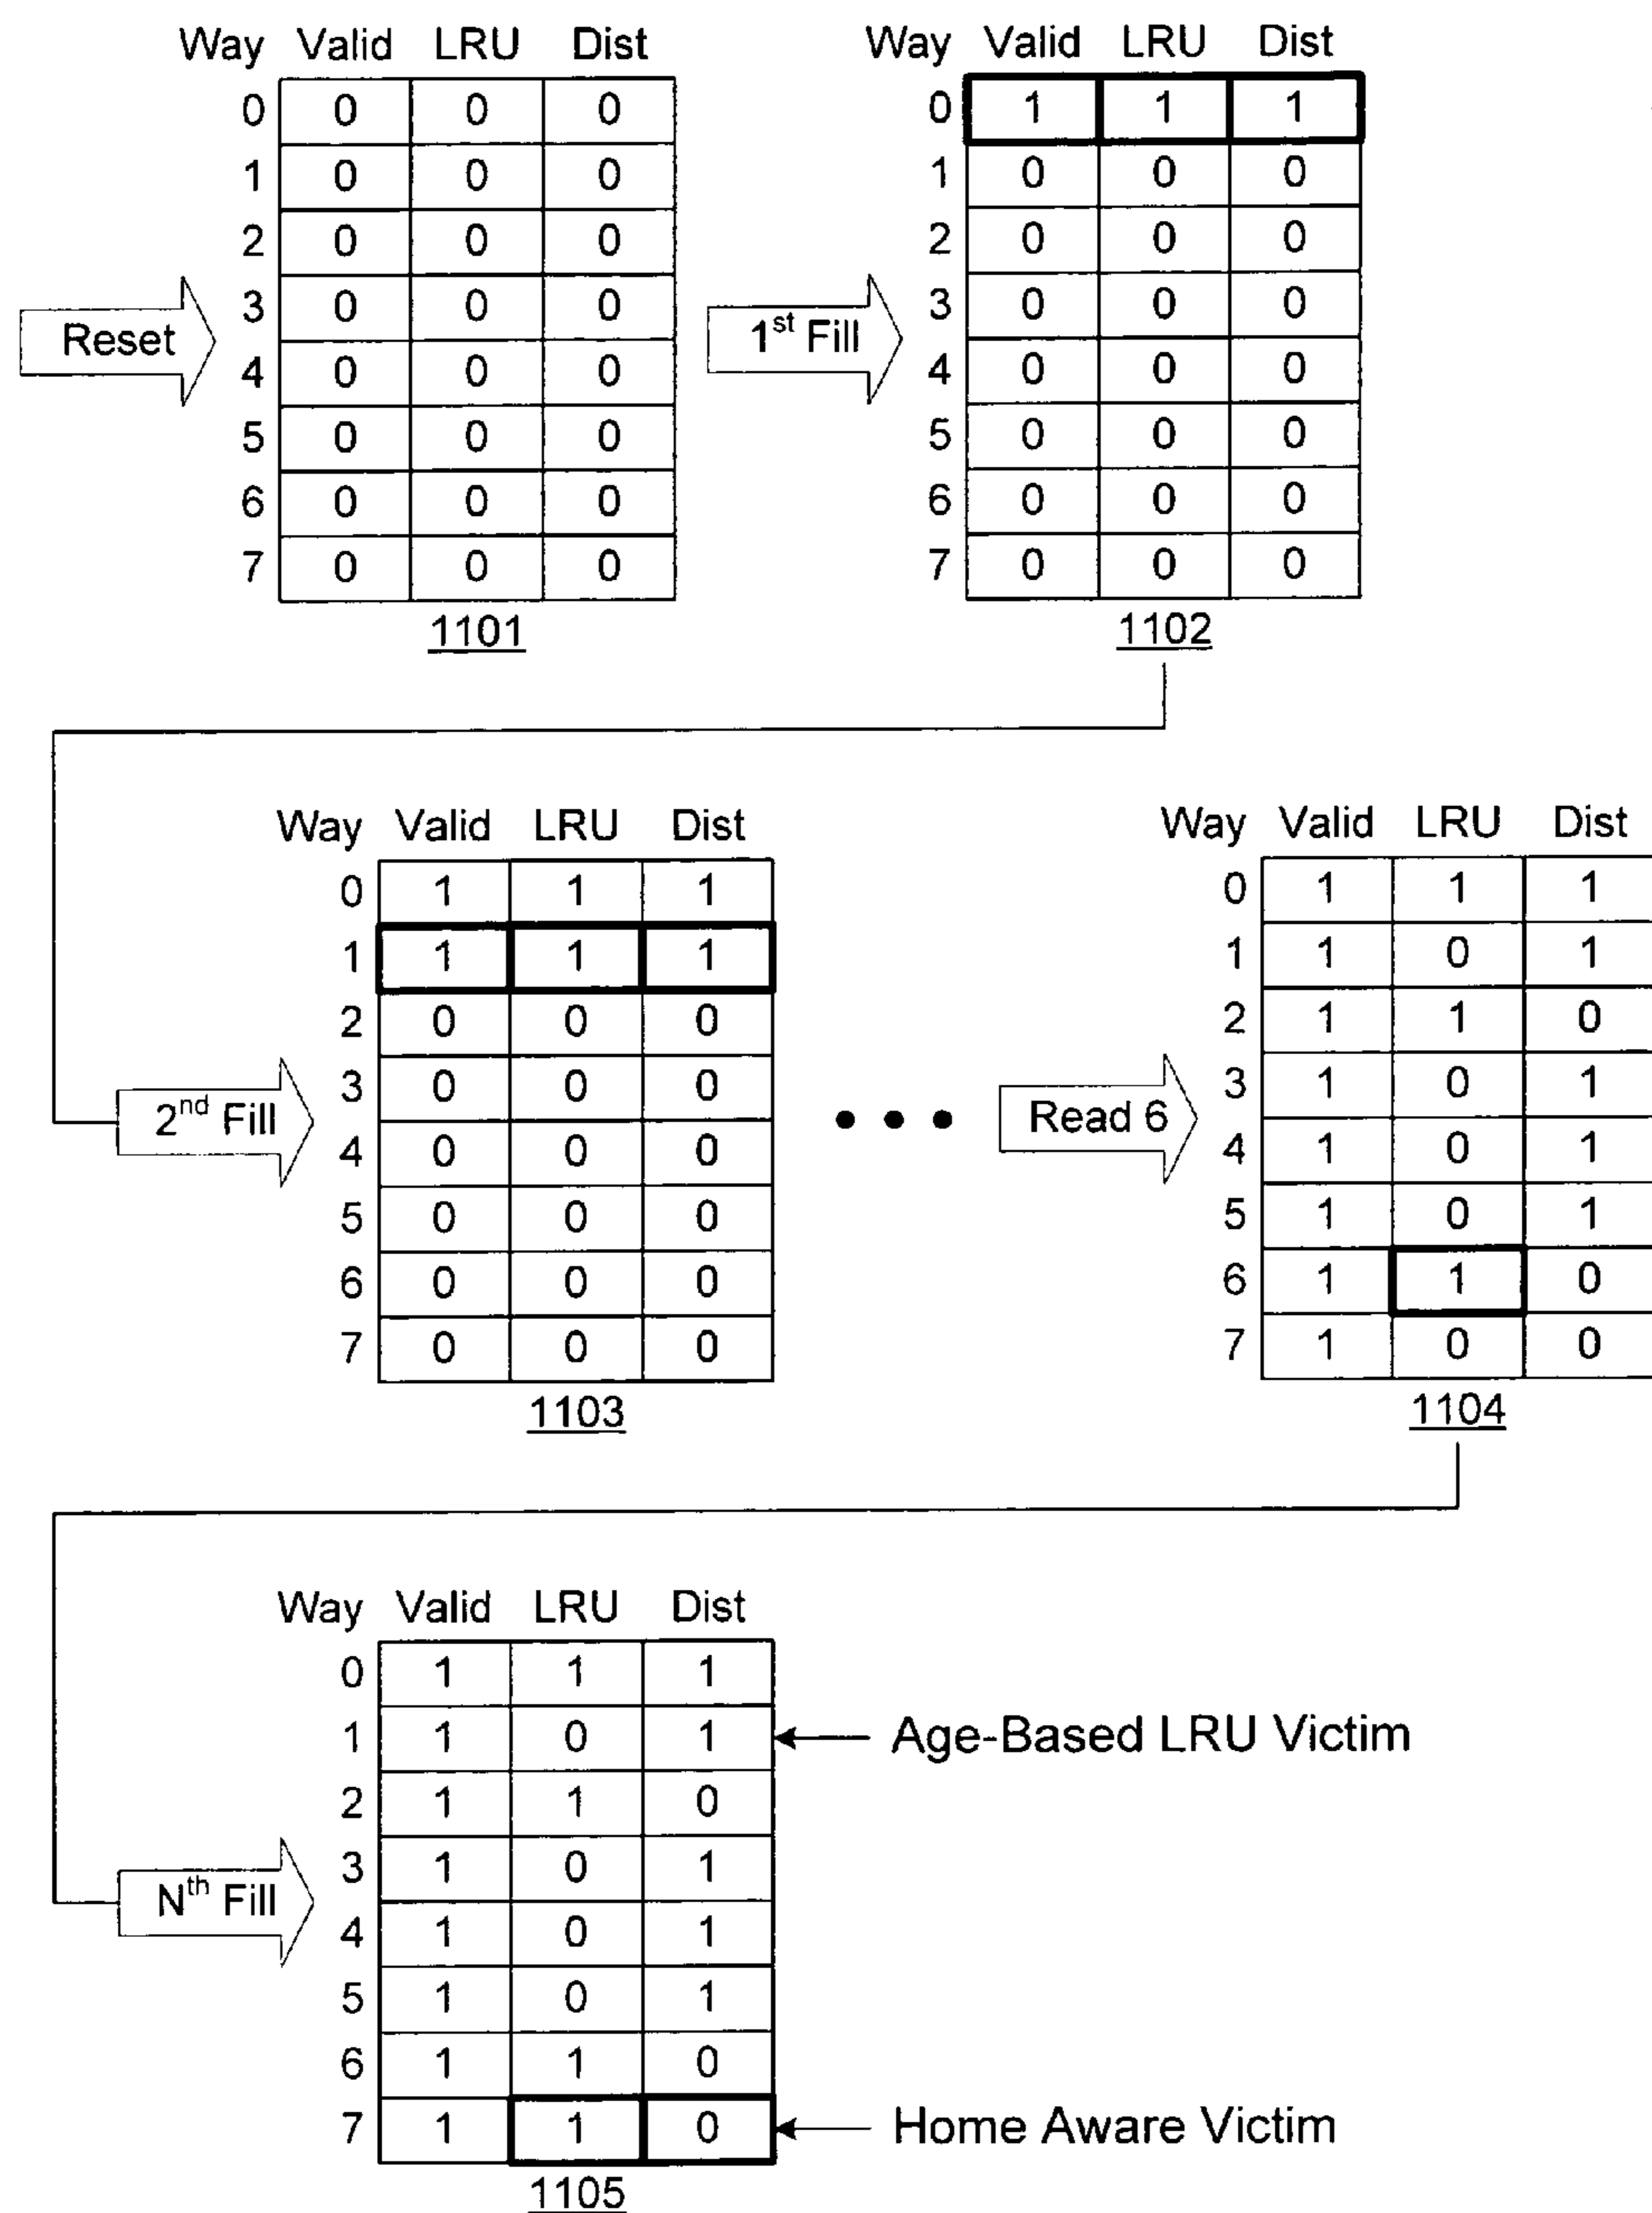 Way Valid LRU Dist
0 0 0 0
1 0 0 0
2 0 0 0
3 0 0 0
4 0 0 0
5 0 0 0
6 0 0 0
7 0 0 0
Reset
1101
Way Valid LRU Dist
0 1 1 1
1 0 0 0
2 0 0 0
3 0 0 0
4 0 0 0
5 0 0 0
6 0 0 0
7 0 0 0
1st Fill
1102
Way Valid LRU Dist
0 1 1 1
1 1 1 1
2 0 0 0
3 0 0 0
4 0 0 0
5 0 0 0
6 0 0 0
7 0 0 0
2nd Fill
1103
Way Valid LRU Dist
0 1 1 1
1 1 0 1
2 1 1 0
3 1 0 1
4 1 0 1
5 1 0 1
6 1 1 0
7 1 0 0
Read 6
1104
Way Valid LRU Dist
0 1 1 1
1 1 0 1 Age-Based LRU Victim
2 1 1 0
3 1 0 1
4 1 0 1
5 1 0 1
6 1 1 0
7 1 1 0 Home Aware Victim
Nth Fill
1105